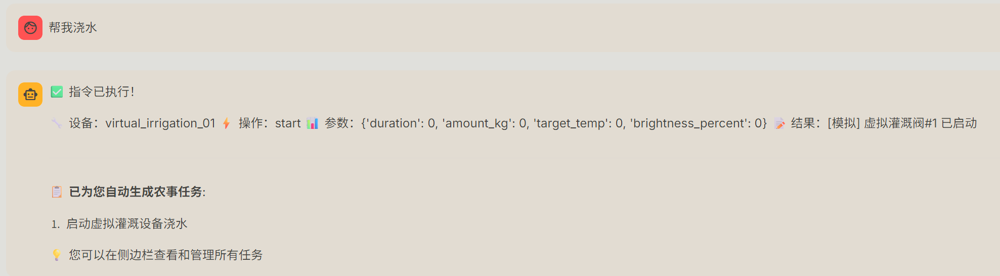 帮我浇水
✅ 指令已执行！
🔧 设备：virtual_irrigation_01 ⚡ 操作：start 📊 参数：{'duration': 0, 'amount_kg': 0, 'target_temp': 0, 'brightness_percent': 0} 📝 结果：[模拟] 虚拟灌溉阀#1 已启动
📋 已为您自动生成农事任务:
1. 启动虚拟灌溉设备浇水
💡 您可以在侧边栏查看和管理所有任务